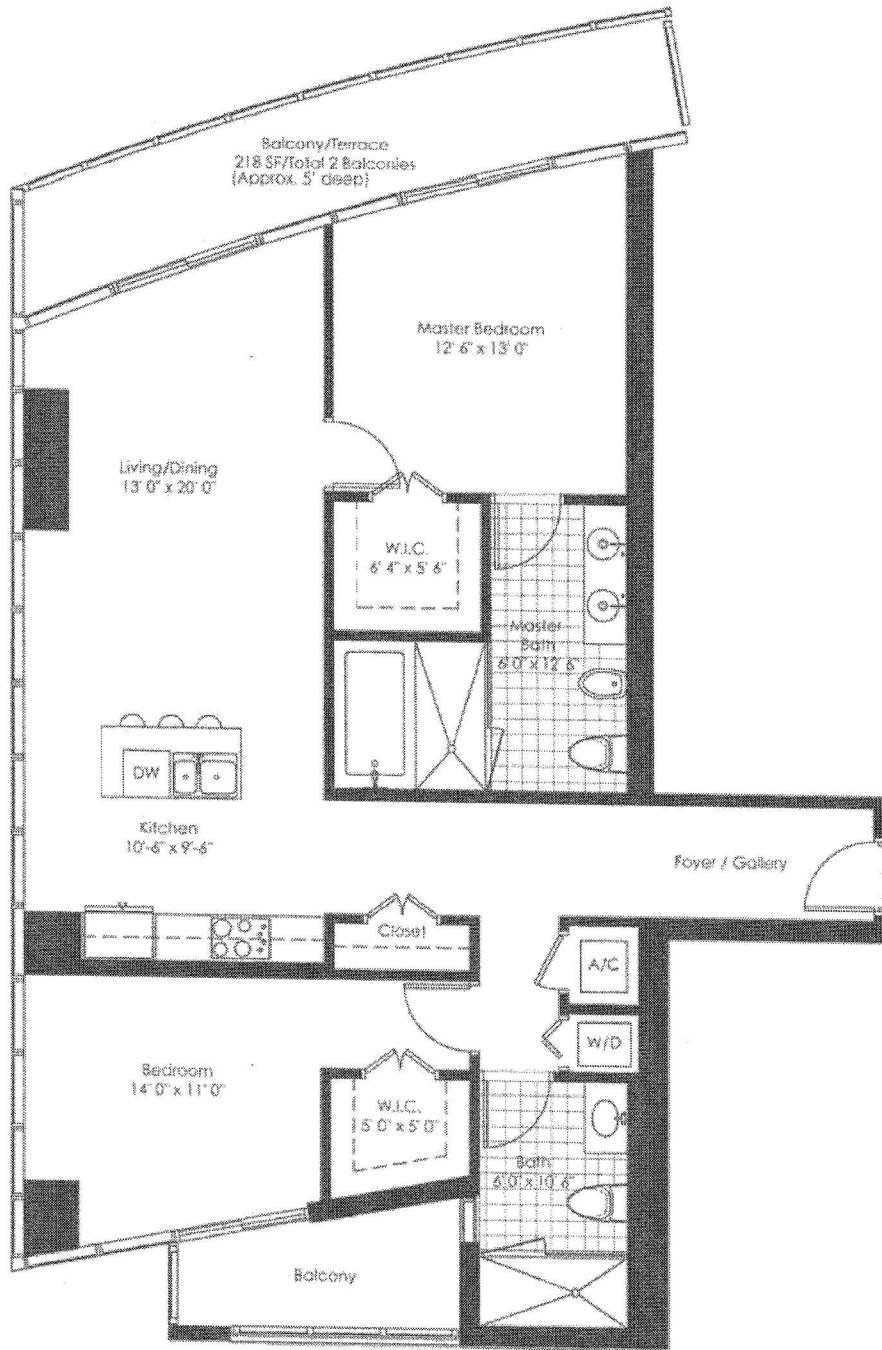 Balcony/Terrace
218 SF/Total 2 Balconies
(Approx. 5' deep)
Master Bedroom
12' 6" x 13' 0"
Living/Dining
13' 0" x 20' 0"
W.I.C.
6' 4" x 5' 6"
Master
Bath
6' 0" x 12' 6"
DW
Kitchen
10'-6" x 9'-6"
Foyer / Gallery
Closet
A/C
W/D
Bedroom
14' 0" x 11' 0"
W.I.C.
5' 0" x 5' 0"
Bath
6' 0" x 10' 6"
Balcony